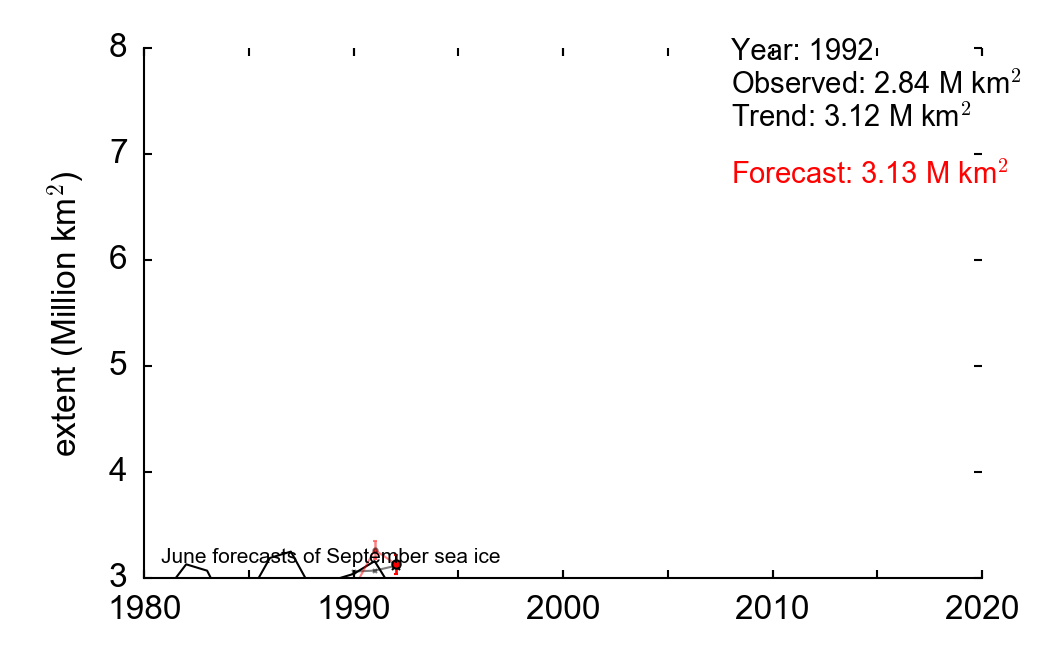 8
Year: 1992
Observed: 2.84 M km²
Trend: 3.12 M km²
7
Forecast: 3.13 M km²
6
extent (Million km²)
5
4
June forecasts of September sea ice
3
1980 1990 2000 2010 2020